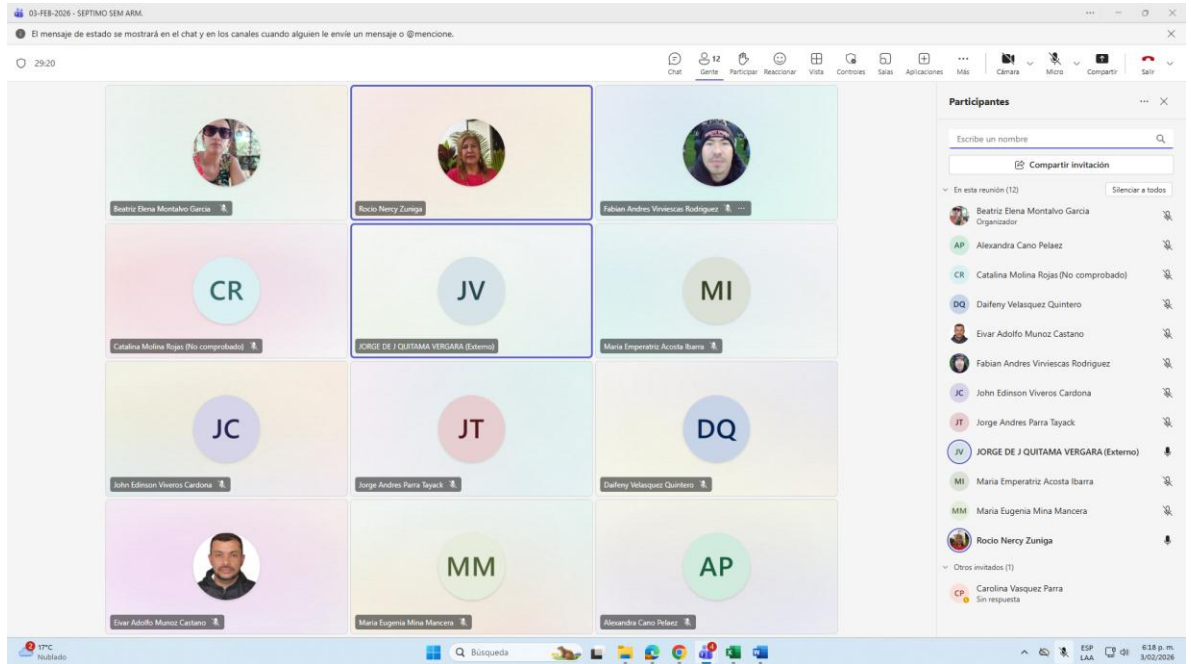 03-FEB-2026 - SEPTIMO SEM ARM.
El mensaje de estado se mostrará en el chat y en los canales cuando alguien le envíe un mensaje o @mencione.
29:20
Chat
12
Gente
Participar
Reaccionar
Vista
Controles
Salas
Aplicaciones
Más
Cámara
Micro
Compartir
Salir
Beatriz Elena Montalvo Garcia
Rocio Nercy Zuniga
Fabian Andres Virviescas Rodriguez
CR
Catalina Molina Rojas (No comprobado)
JV
JORGE DE J QUITAMA VERGARA (Externo)
MI
Maria Emperatriz Acosta Ibarra
JC
John Edinson Viveros Cardona
JT
Jorge Andres Parra Tayack
DQ
Daifeny Velasquez Quintero
Eivar Adolfo Munoz Castano
MM
Maria Eugenia Mina Mancera
AP
Alexandra Cano Pelaez
Participantes
Escribe un nombre
Compartir invitación
En esta reunión (12)
Silenciar a todos
Beatriz Elena Montalvo Garcia
Organizador
AP Alexandra Cano Pelaez
CR Catalina Molina Rojas (No comprobado)
DQ Daifeny Velasquez Quintero
Eivar Adolfo Munoz Castano
Fabian Andres Virviescas Rodriguez
JC John Edinson Viveros Cardona
JT Jorge Andres Parra Tayack
JV JORGE DE J QUITAMA VERGARA (Externo)
MI Maria Emperatriz Acosta Ibarra
MM Maria Eugenia Mina Mancera
Rocio Nercy Zuniga
Otros invitados (1)
CP Carolina Vasquez Parra
Sin respuesta
2
17°C
Nublado
Búsqueda
ESP
LAA
6:18 p. m.
3/02/2026